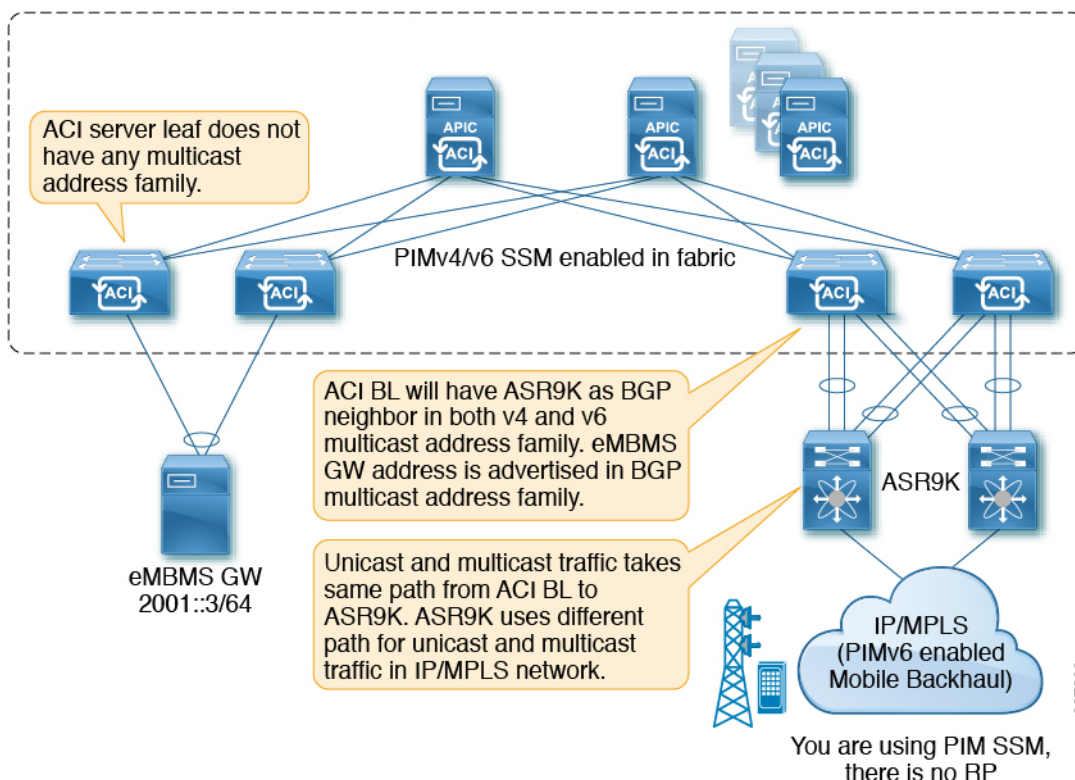 APIC
ACI
APIC
ACI
ACI
ACI server leaf does not
have any multicast
address family.
PIMv4/v6 SSM enabled in fabric
ACI
ACI
ACI
ACI
ACI BL will have ASR9K as BGP
neighbor in both v4 and v6
multicast address family. eMBMS
GW address is advertised in BGP
multicast address family.
ASR9K
eMBMS GW
2001::3/64
Unicast and multicast traffic takes
same path from ACI BL to
ASR9K. ASR9K uses different
path for unicast and multicast
traffic in IP/MPLS network.
IP/MPLS
(PIMv6 enabled
Mobile Backhaul)
You are using PIM SSM,
there is no RP